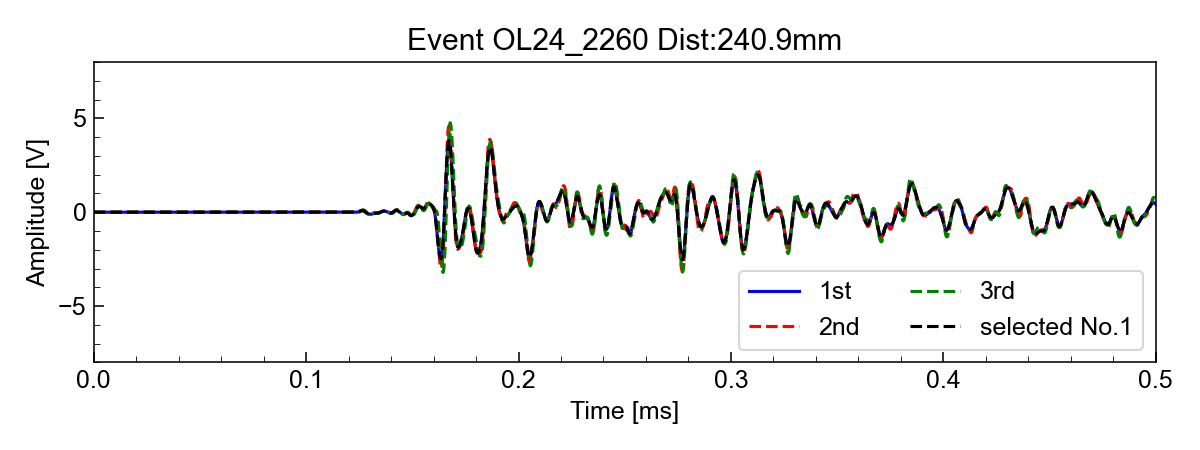 Event OL24_2260 Dist:240.9mm
Amplitude [V]
5
0
−5
1st
2nd
3rd
selected No.1
0.0 0.1 0.2 0.3 0.4 0.5
Time [ms]